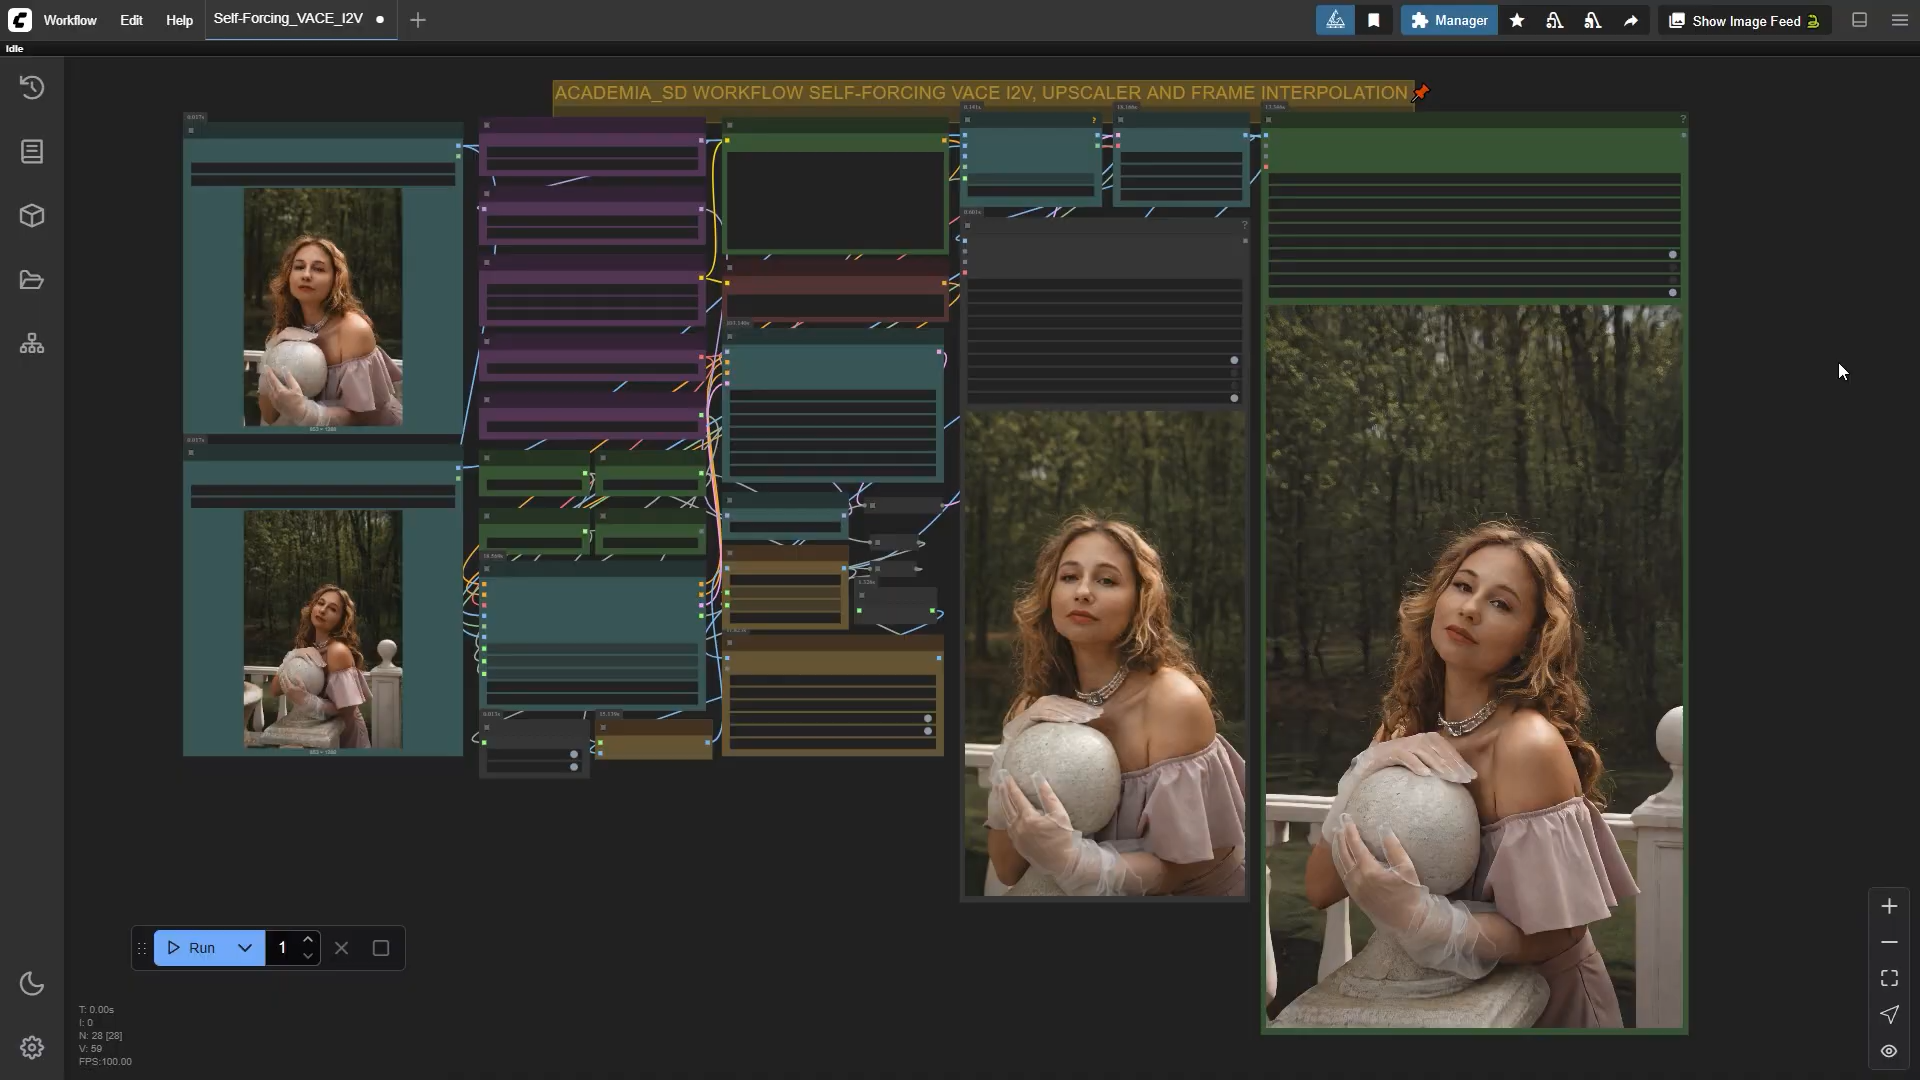 Workflow
Edit
Help
Self-Forcing_VACE_I2V
Manager
Show Image Feed
Idle
ACADEMIA_SD WORKFLOW SELF-FORCING VACE I2V, UPSCALER AND FRAME INTERPOLATION
?
?
?
Run
1
T: 0.00s
I: 0
N: 28 [28]
V: 59
FPS:100.00